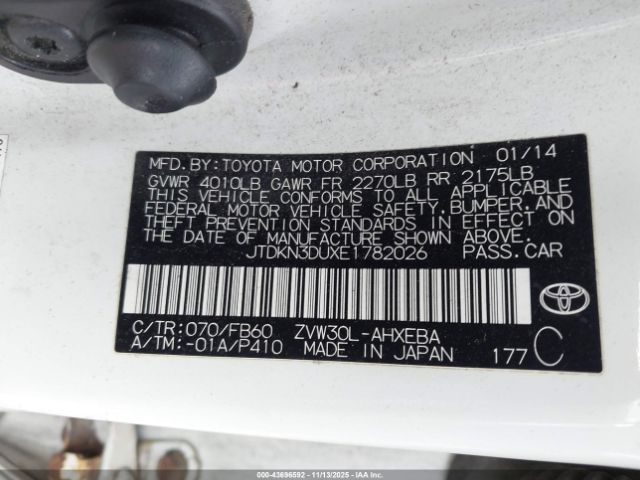 MFD. BY: TOYOTA MOTOR CORPORATION 01/14
GVWR 4010LB GAWR FR 2270LB RR 2175LB
THIS VEHICLE CONFORMS TO ALL APPLICABLE
FEDERAL MOTOR VEHICLE SAFETY, BUMPER, AND
THEFT PREVENTION STANDARDS IN EFFECT ON
THE DATE OF MANUFACTURE SHOWN ABOVE.
JTDKN3DUXE1782026 PASS. CAR
C/TR: 070/FB60 ZVW30L-AHXEBA
A/TM: -01A/P410 MADE IN JAPAN 177 C
000-43696592 - 11/13/2025 - IAAI.CA